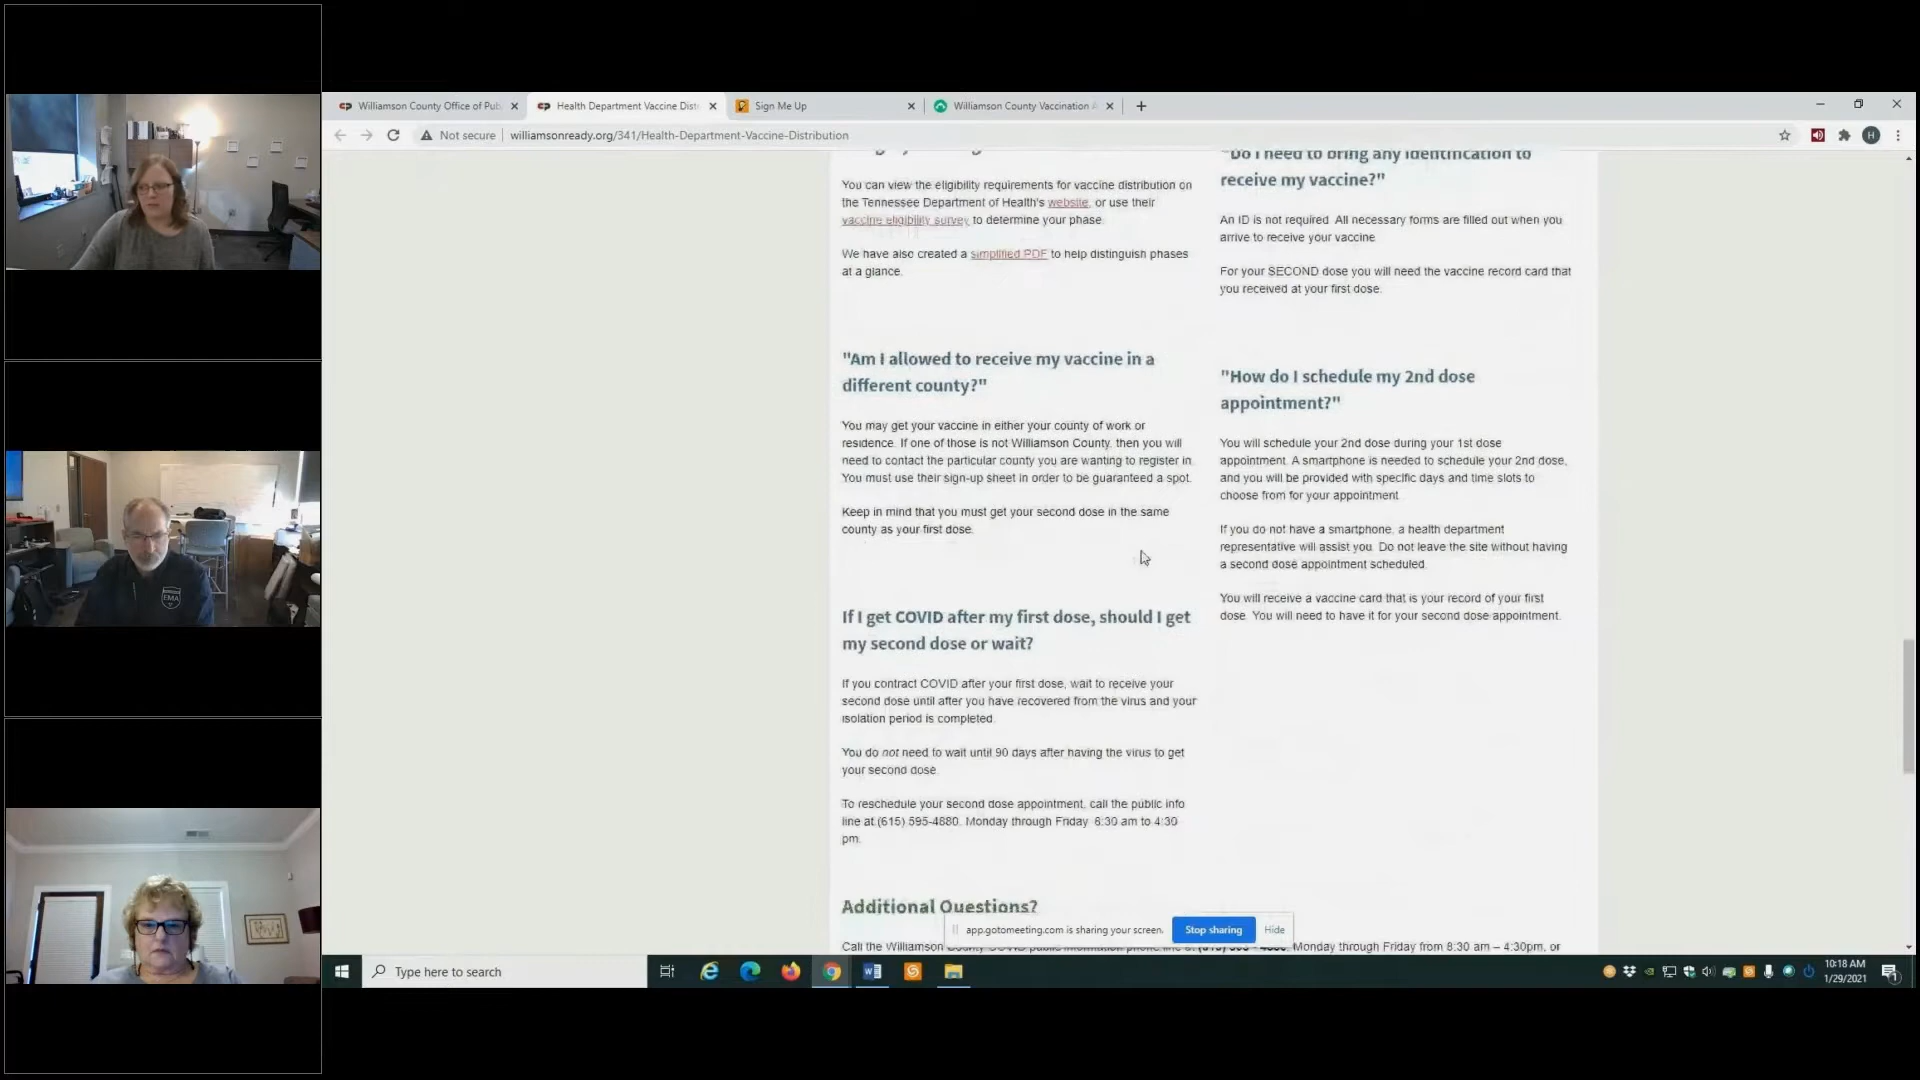 Williamson County Office of Pub
Health Department Vaccine Dist
Sign Me Up
Williamson County Vaccination A
Not secure
williamsonready.org/341/Health-Department-Vaccine-Distribution
You can view the eligibility requirements for vaccine distribution on
the Tennessee Department of Health's website, or use their
vaccine eligibility survey to determine your phase.
We have also created a simplified PDF to help distinguish phases
at a glance.
"Am I allowed to receive my vaccine in a
different county?"
You may get your vaccine in either your county of work or
residence. If one of those is not Williamson County, then you will
need to contact the particular county you are wanting to register in.
You must use their sign-up sheet in order to be guaranteed a spot.
Keep in mind that you must get your second dose in the same
county as your first dose.
If I get COVID after my first dose, should I get
my second dose or wait?
If you contract COVID after your first dose, wait to receive your
second dose until after you have recovered from the virus and your
isolation period is completed.
You do not need to wait until 90 days after having the virus to get
your second dose.
To reschedule your second dose appointment, call the public info
line at (615) 595-4880. Monday through Friday 8:30 am to 4:30
pm.
Additional Questions?
Call the Williamson
Monday through Friday from 8:30 am – 4:30pm, or
"Do I need to bring any identification to
receive my vaccine?"
An ID is not required. All necessary forms are filled out when you
arrive to receive your vaccine
For your SECOND dose you will need the vaccine record card that
you received at your first dose.
"How do I schedule my 2nd dose
appointment?"
You will schedule your 2nd dose during your 1st dose
appointment. A smartphone is needed to schedule your 2nd dose,
and you will be provided with specific days and time slots to
choose from for your appointment.
If you do not have a smartphone, a health department
representative will assist you. Do not leave the site without having
a second dose appointment scheduled.
You will receive a vaccine card that is your record of your first
dose. You will need to have it for your second dose appointment.
app.gotomeeting.com is sharing your screen.
Stop sharing
Hide
Type here to search
10:18 AM
1/29/2021
EMA